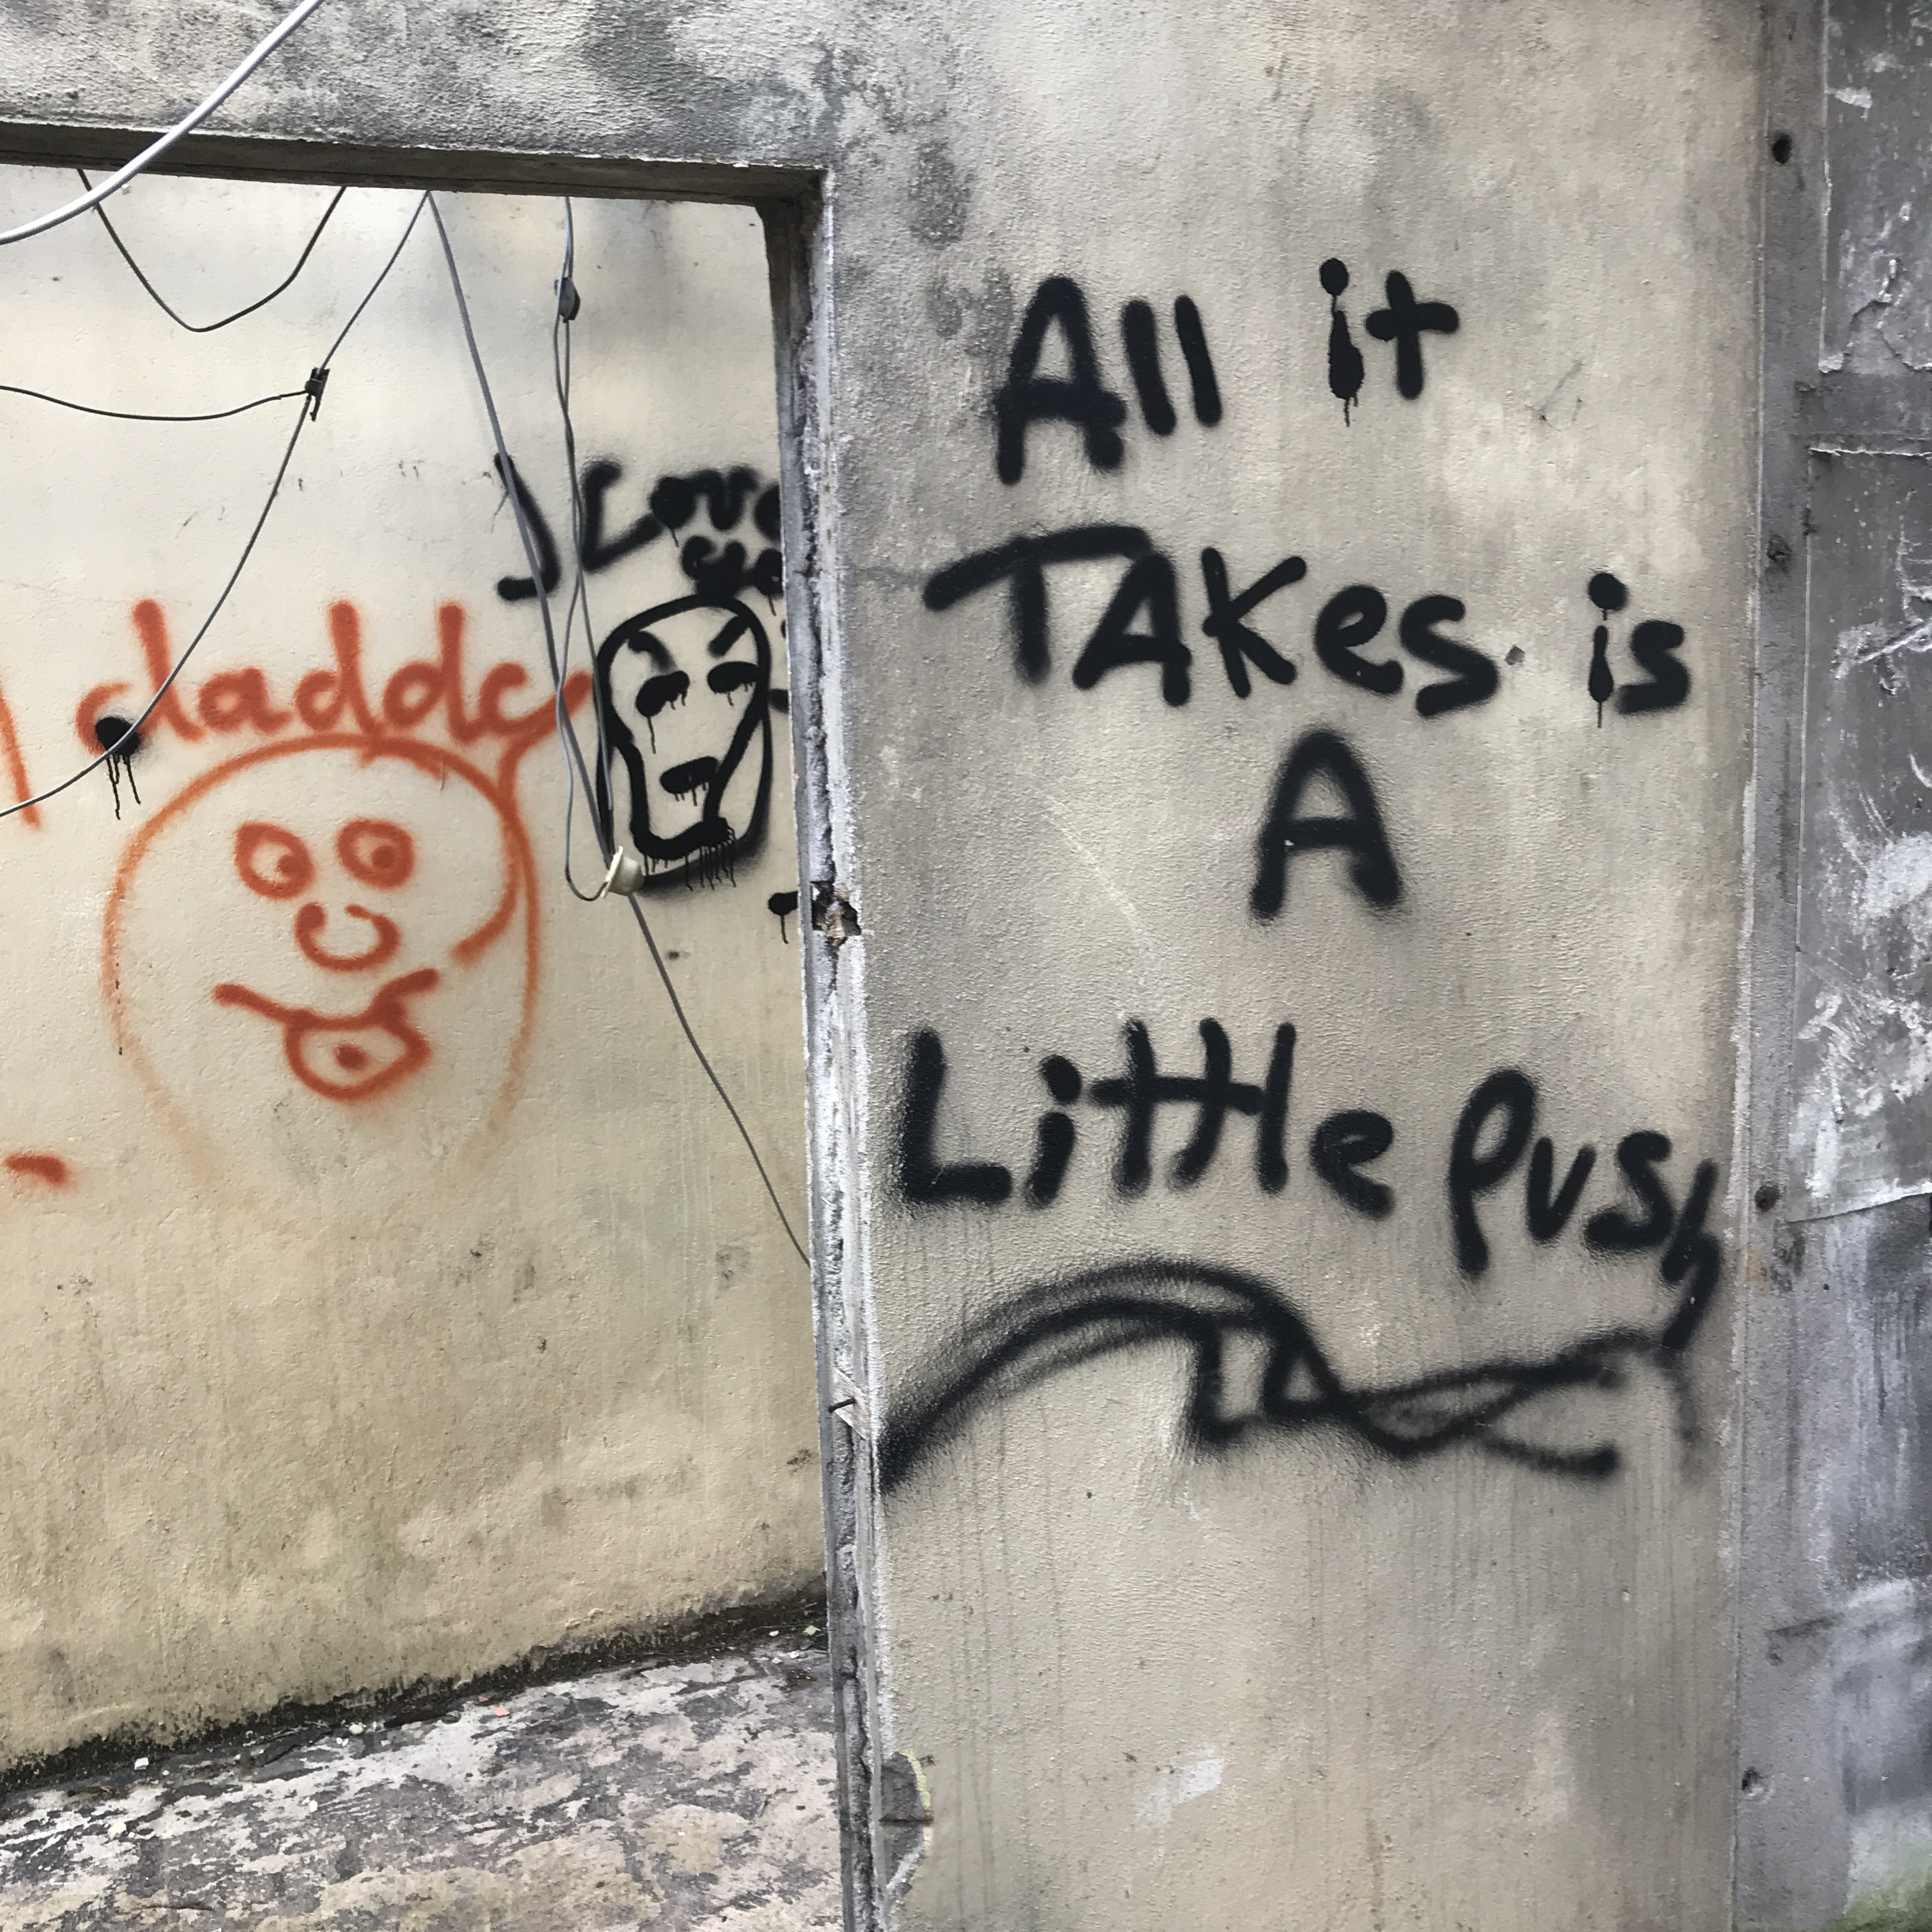 daddy
I Love
All it
TAKes is
A
Little Push